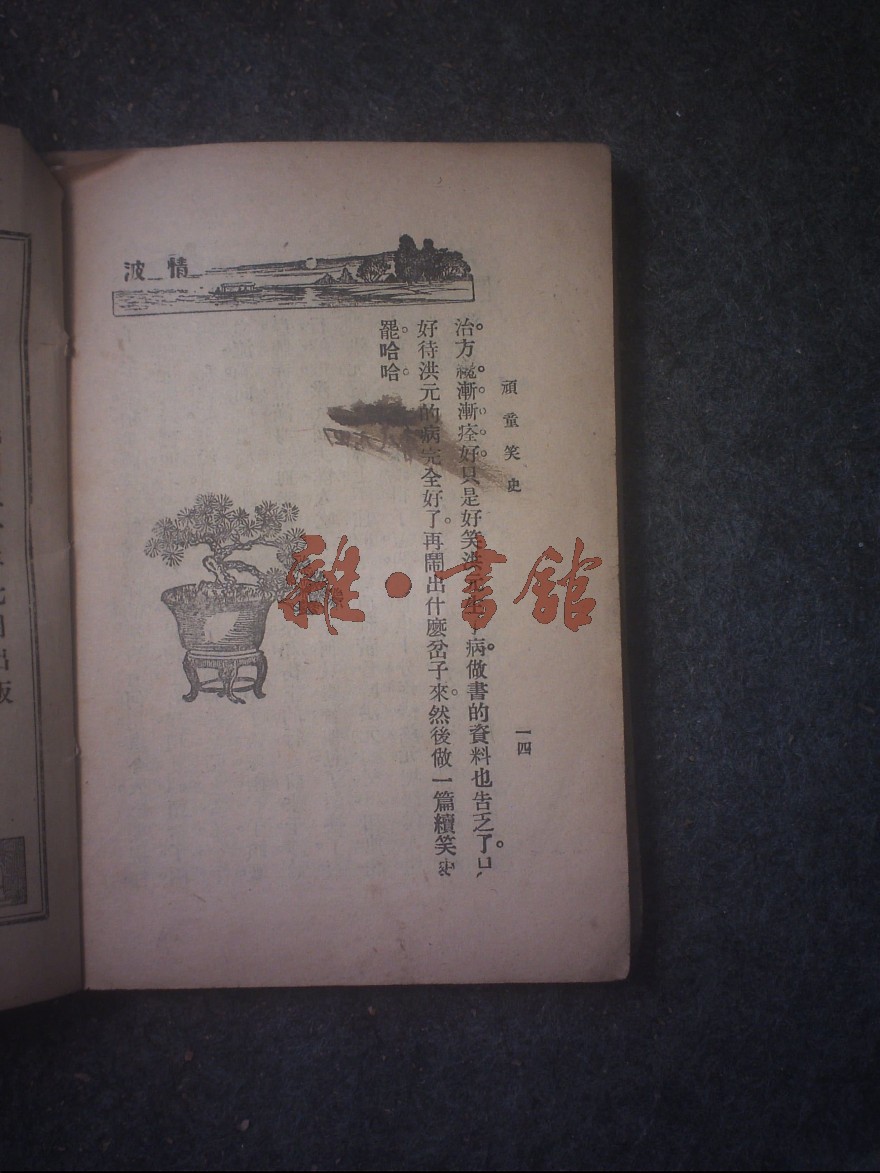 情波
頑童笑史
一四
治方纔漸漸痊好。只是好笑洪元生了病。做書的資料也告乏了。只
好待洪元的病完全好了。再鬧出什麼岔子來。然後做一篇續笑史
罷。哈哈。
雜·書館